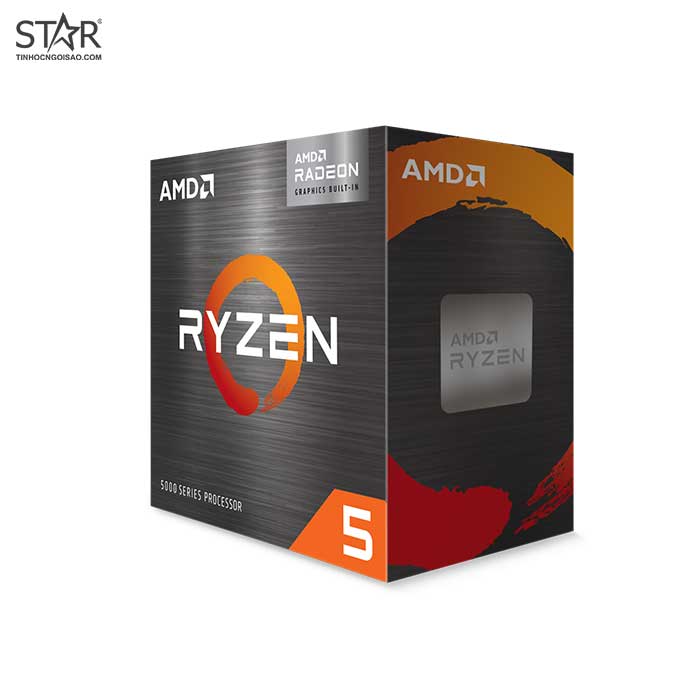 STAR®
TINHOCNGOISAO.COM
AMD
AMD
RADEON
GRAPHICS BUILT-IN
RYZEN
5000 SERIES PROCESSOR
5
AMD
AMD
RYZEN